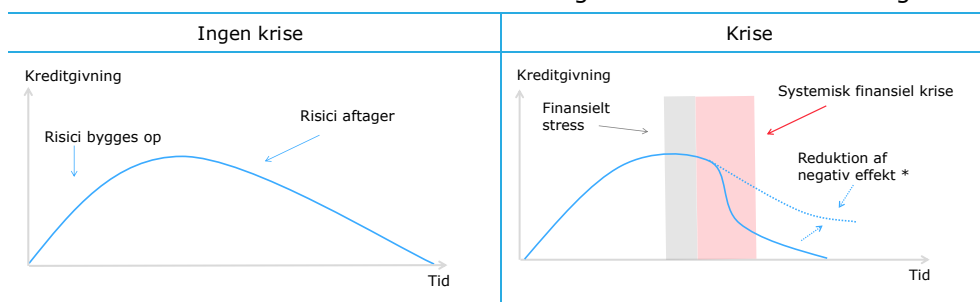 Ingen krise
Krise
Kreditgivning
Risici bygges op
Risici aftager
Tid
Kreditgivning
Finansielt
stress
Systemisk finansiel krise
Reduktion af
negativ effekt *
Tid